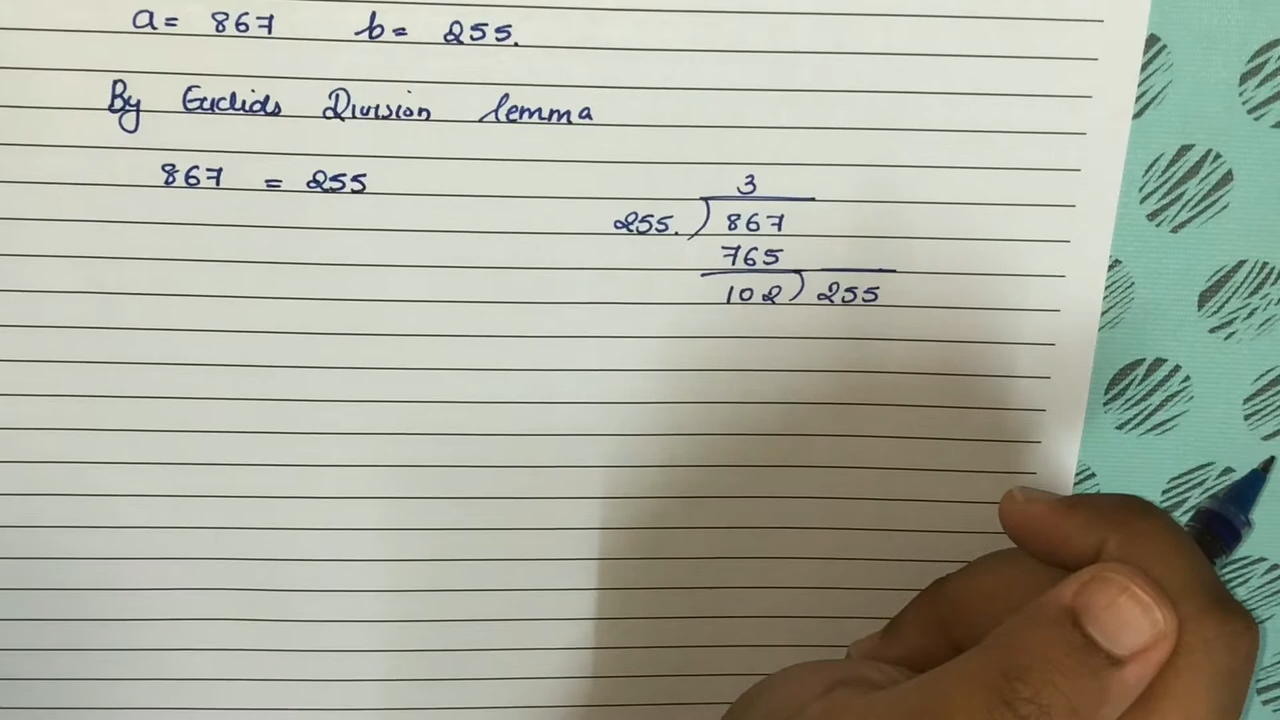 a = 867 b = 255.
By Euclids Division lemma
867 = 255
3
255. ) 867
765
102 ) 255